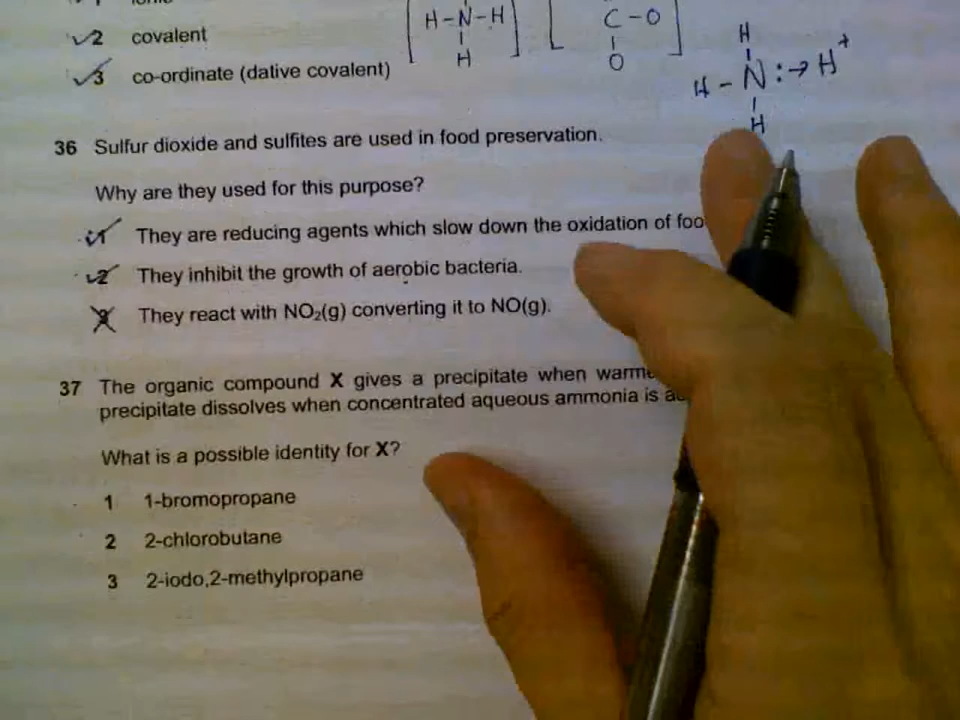 H-N-H
C-O
2 covalent
H
O
3 co-ordinate (dative covalent)
H
H - N : → H+
H
36 Sulfur dioxide and sulfites are used in food preservation.
Why are they used for this purpose?
1 They are reducing agents which slow down the oxidation of
2 They inhibit the growth of aerobic bacteria.
3 They react with NO₂(g) converting it to NO(g).
37 The organic compound X gives a precipitate when
precipitate dissolves when concentrated aqueous ammonia is
What is a possible identity for X?
1 1-bromopropane
2 2-chlorobutane
3 2-iodo,2-methylpropane